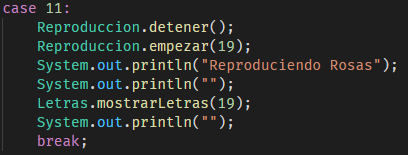 case 11:
Reproduccion.detener();
Reproduccion.empezar(19);
System.out.println("Reproduciendo Rosas");
System.out.println("");
Letras.mostrarLetras(19);
System.out.println("");
break;